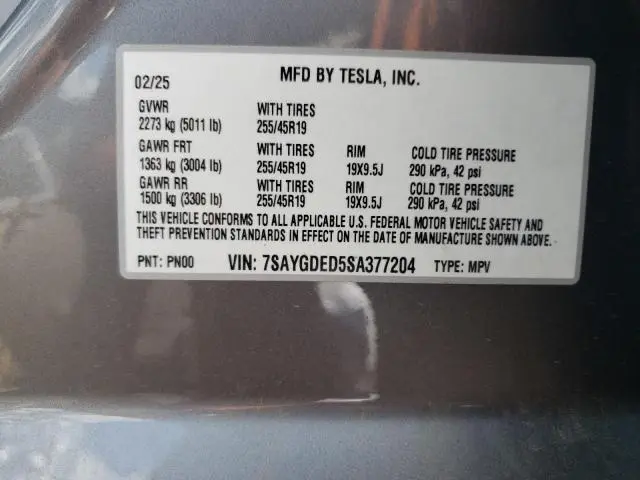 02/25 MFD BY TESLA, INC.
GVWR WITH TIRES
2273 kg (5011 lb) 255/45R19
GAWR FRT WITH TIRES RIM COLD TIRE PRESSURE
1363 kg (3004 lb) 255/45R19 19X9.5J 290 kPa, 42 psi
GAWR RR WITH TIRES RIM COLD TIRE PRESSURE
1500 kg (3306 lb) 255/45R19 19X9.5J 290 kPa, 42 psi
THIS VEHICLE CONFORMS TO ALL APPLICABLE U.S. FEDERAL MOTOR VEHICLE SAFETY AND
THEFT PREVENTION STANDARDS IN EFFECT ON THE DATE OF MANUFACTURE SHOWN ABOVE.
PNT: PN00 VIN: 7SAYGDED5SA377204 TYPE: MPV